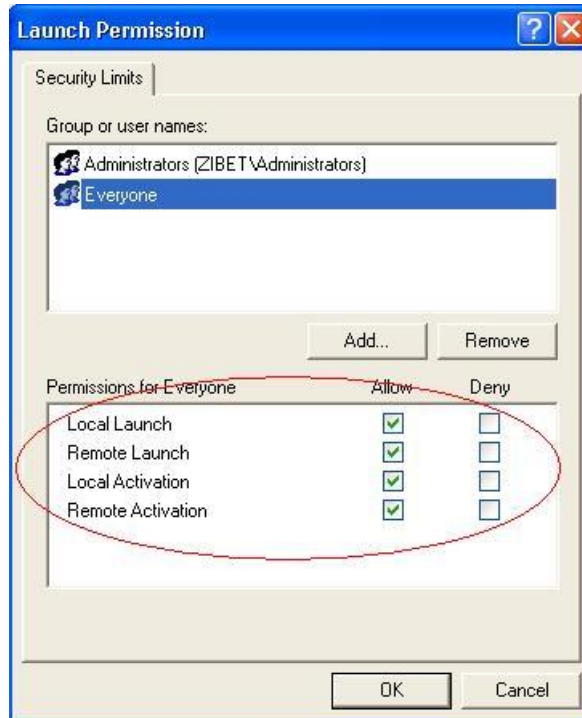 Launch Permission
Security Limits
Group or user names:
Administrators (ZIBET\Administrators)
Everyone
Add... Remove
Permissions for Everyone Allow Deny
Local Launch
Remote Launch
Local Activation
Remote Activation
OK Cancel